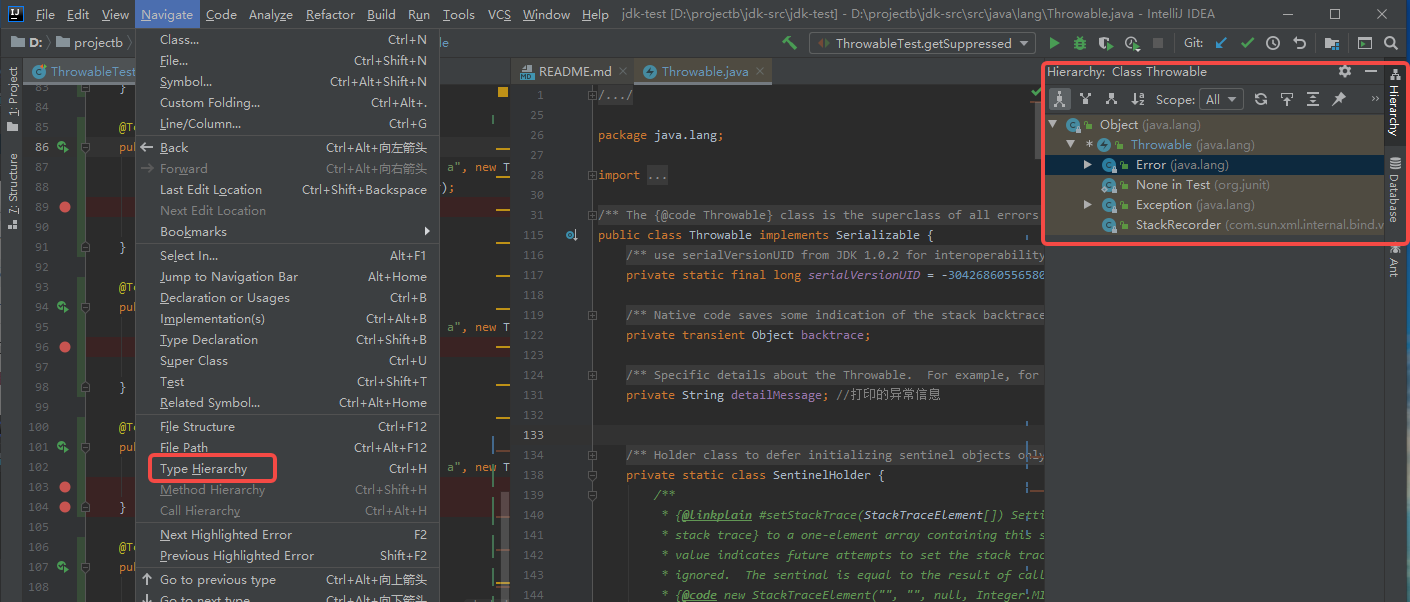 File Edit View Navigate Code Analyze Refactor Build Run Tools VCS Window Help jdk-test [D:\projectb\jdk-src\jdk-test] - D:\projectb\jdk-src\src\java\lang\Throwable.java - IntelliJ IDEA
D: projectb
ThrowableTest.getSuppressed
Git:
1: Project
7: Structure
ThrowableTest
83 }
84
85 @Te
86 pu
87 a", new T
88 );
89
90
91 }
92
93 @Te
94 pu
95 a", new T
96
97
98 }
99
100 @Te
101 pu
102 a", new T
103
104 }
105
106 @Te
107 pu
108
Class... Ctrl+N
File... Ctrl+Shift+N
Symbol... Ctrl+Alt+Shift+N
Custom Folding... Ctrl+Alt+.
Line/Column... Ctrl+G
Back Ctrl+Alt+向左箭头
Forward Ctrl+Alt+向右箭头
Last Edit Location Ctrl+Shift+Backspace
Next Edit Location
Bookmarks
Select In... Alt+F1
Jump to Navigation Bar Alt+Home
Declaration or Usages Ctrl+B
Implementation(s) Ctrl+Alt+B
Type Declaration Ctrl+Shift+B
Super Class Ctrl+U
Test Ctrl+Shift+T
Related Symbol... Ctrl+Alt+Home
File Structure Ctrl+F12
File Path Ctrl+Alt+F12
Type Hierarchy Ctrl+H
Method Hierarchy Ctrl+Shift+H
Call Hierarchy Ctrl+Alt+H
Next Highlighted Error F2
Previous Highlighted Error Shift+F2
Go to previous type Ctrl+Alt+向上箭头
Go to next type Ctrl+Alt+向下箭头
README.md Throwable.java
1 /.../
25
26 package java.lang;
27
28 import ...
30
31 /** The {@code Throwable} class is the superclass of all errors
115 public class Throwable implements Serializable {
116 /** use serialVersionUID from JDK 1.0.2 for interoperability
117 private static final long serialVersionUID = -30426860556580
118
119 /** Native code saves some indication of the stack backtrace
122 private transient Object backtrace;
123
124 /** Specific details about the Throwable.  For example, for
131 private String detailMessage; //打印的异常信息
132
133
134 /** Holder class to defer initializing sentinel objects only
138 private static class SentinelHolder {
139 /**
140 * {@linkplain #setStackTrace(StackTraceElement[]) Setti
141 * stack trace} to a one-element array containing this s
142 * value indicates future attempts to set the stack trac
143 * ignored.  The sentinal is equal to the result of call
144 * {@code new StackTraceElement("", "", null, Integer.MI
Hierarchy: Class Throwable
Scope: All
Object (java.lang)
* Throwable (java.lang)
Error (java.lang)
None in Test (org.junit)
Exception (java.lang)
StackRecorder (com.sun.xml.internal.bind.v
Hierarchy
Database
Ant